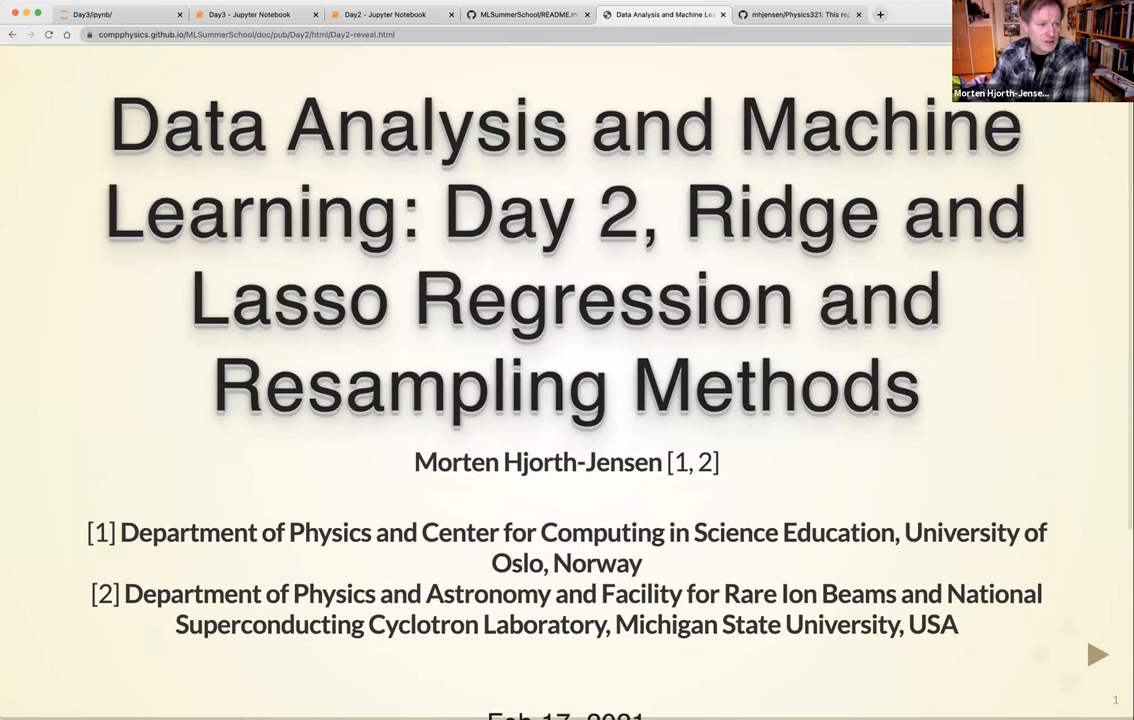 Day3/ipynb/
Day3 - Jupyter Notebook
Day2 - Jupyter Notebook
MLSummerSchool/README.m
Data Analysis and Machine Le
mhjensen/Physics321: This re
compphysics.github.io/MLSummerSchool/doc/pub/Day2/html/Day2-reveal.html
Morten Hjorth-Jense...
Data Analysis and Machine
Learning: Day 2, Ridge and
Lasso Regression and
Resampling Methods
Morten Hjorth-Jensen [1, 2]
[1] Department of Physics and Center for Computing in Science Education, University of
Oslo, Norway
[2] Department of Physics and Astronomy and Facility for Rare Ion Beams and National
Superconducting Cyclotron Laboratory, Michigan State University, USA
Feb 17, 2021
1